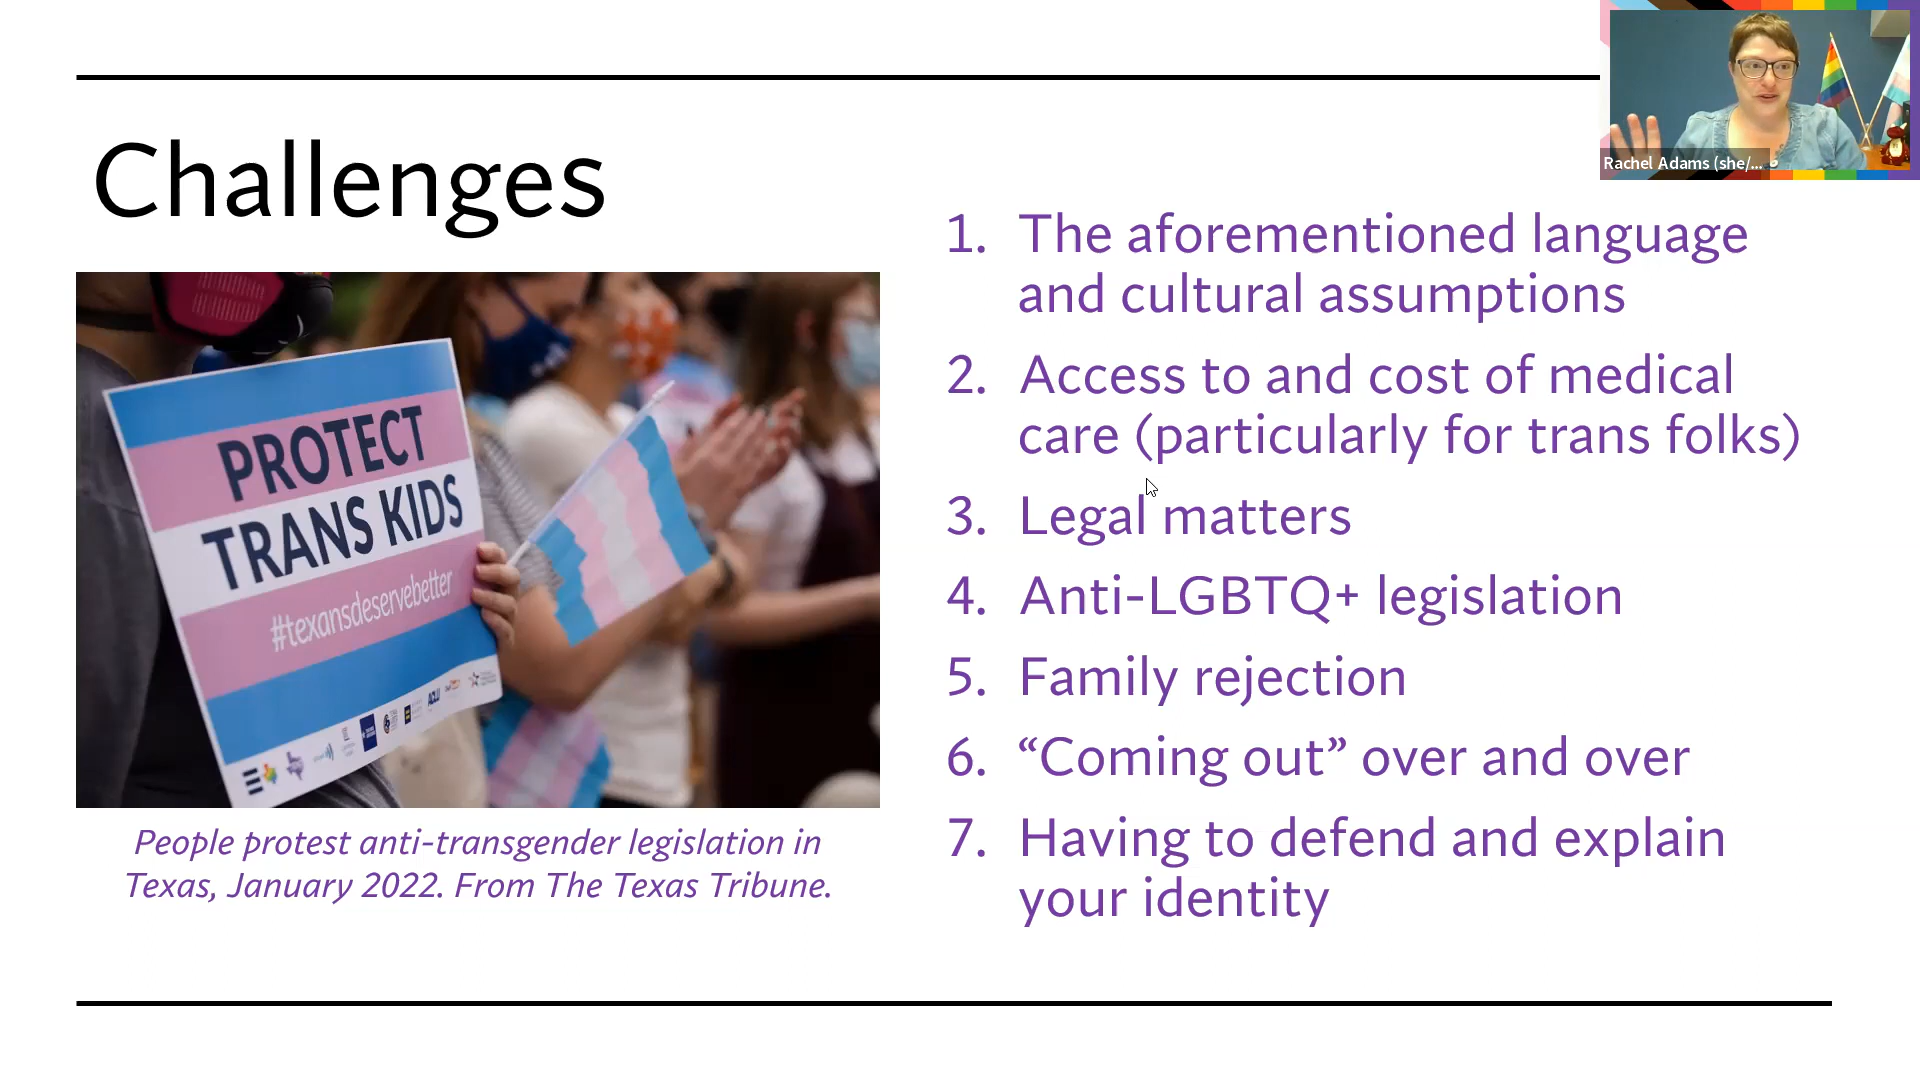 Rachel Adams (she/...
Challenges
PROTECT
TRANS KIDS
#texansdeservebetter
ACLU
People protest anti-transgender legislation in
Texas, January 2022. From The Texas Tribune.
1. The aforementioned language
and cultural assumptions
2. Access to and cost of medical
care (particularly for trans folks)
3. Legal matters
4. Anti-LGBTQ+ legislation
5. Family rejection
6. “Coming out” over and over
7. Having to defend and explain
your identity